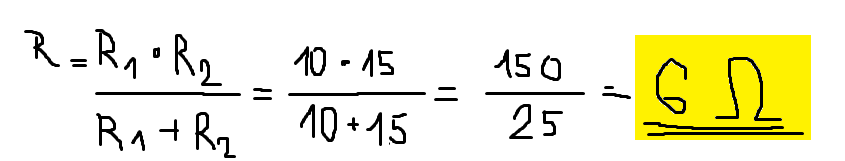 R = R₁ · R₂ / R₁ + R₂ = 10 · 15 / 10 + 15 = 150 / 25 = 6 Ω